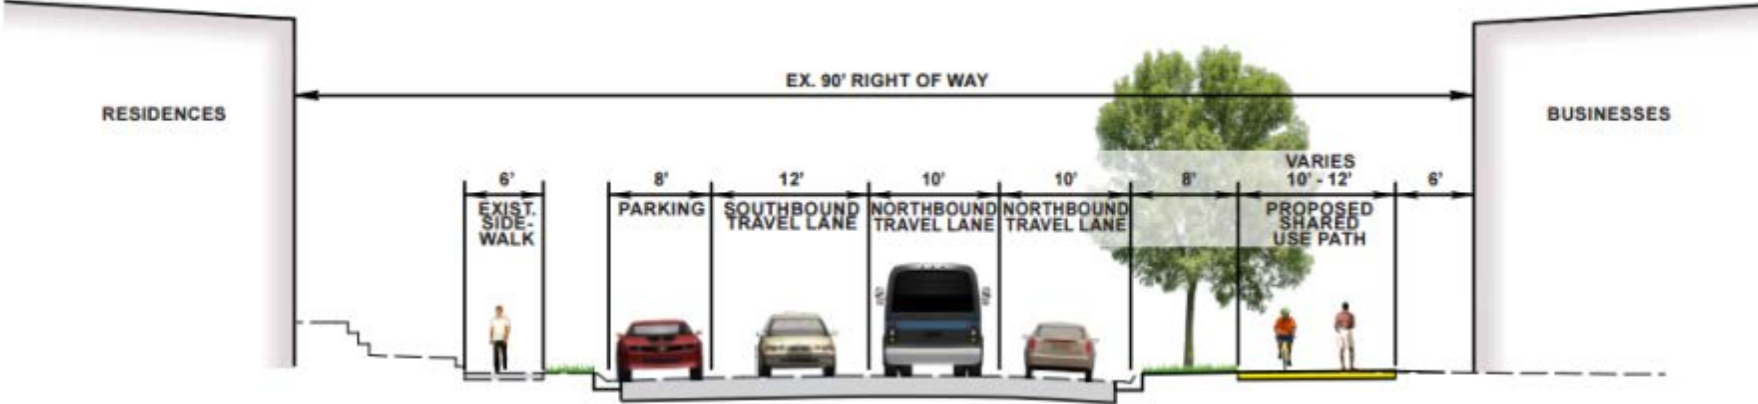 EX. 90' RIGHT OF WAY
RESIDENCES
BUSINESSES
6'
EXIST.
SIDE-
WALK
8'
PARKING
12'
SOUTHBOUND
TRAVEL LANE
10'
NORTHBOUND
TRAVEL LANE
10'
NORTHBOUND
TRAVEL LANE
8'
VARIES
10' - 12'
PROPOSED
SHARED
USE PATH
6'